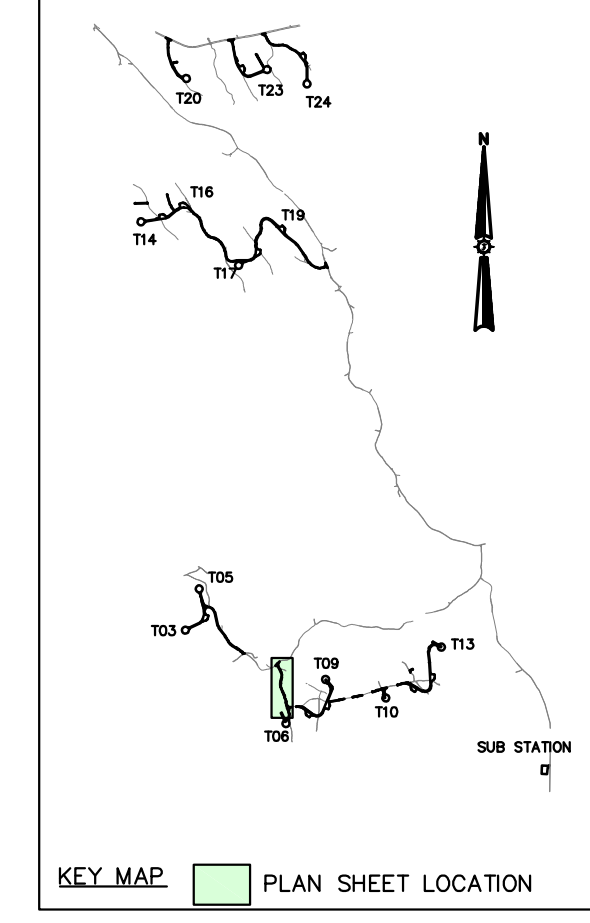 T20
T23
T24
N
T16
T19
T14
T17
T05
T03
T13
T09
T10
T06
SUB STATION
KEY MAP
PLAN SHEET LOCATION